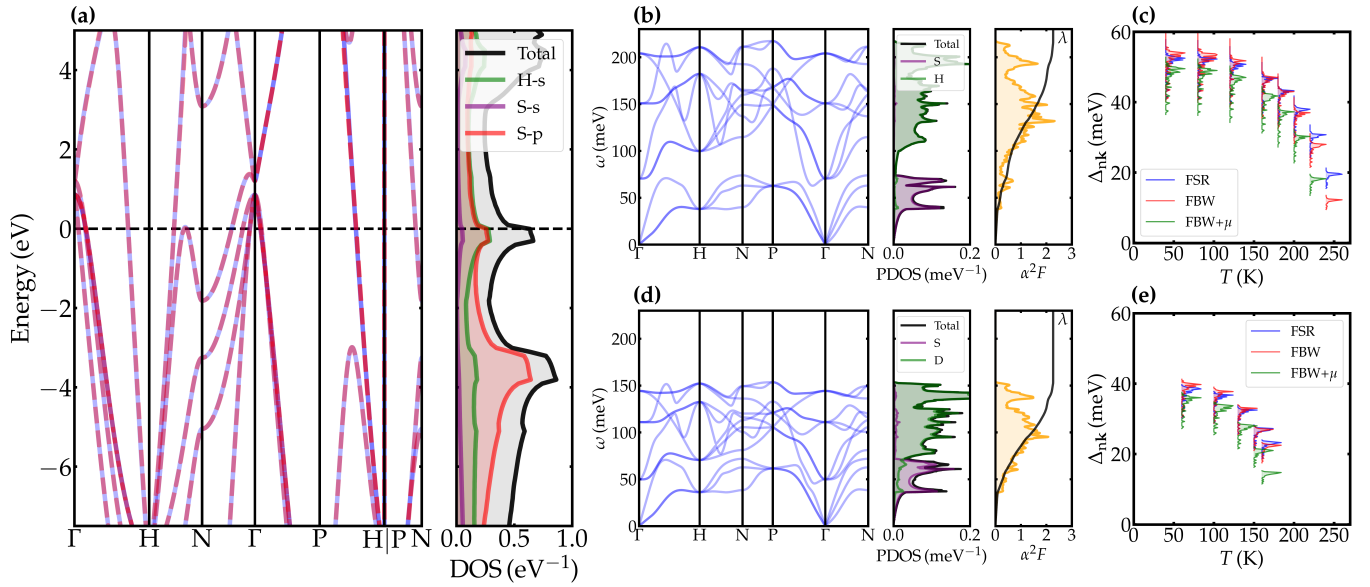 (a)
Energy (eV)
4
2
0
−2
−4
−6
Γ H N Γ P H|P N
Total
H-s
S-s
S-p
0.0 0.5 1.0
DOS (eV⁻¹)
(b)
ω (meV)
200
150
100
50
0
Γ H N P Γ N
Total
S
H
0.0 0.2
PDOS (meV⁻¹)
λ
0 1 2 3
α²F
(c)
Δnk (meV)
60
40
20
0
FSR
FBW
FBW+μ
50 100 150 200 250
T (K)
(d)
ω (meV)
200
150
100
50
0
Γ H N P Γ N
Total
S
D
0.0 0.2
PDOS (meV⁻¹)
λ
0 1 2 3
α²F
(e)
Δnk (meV)
60
40
20
0
FSR
FBW
FBW+μ
50 100 150 200 250
T (K)